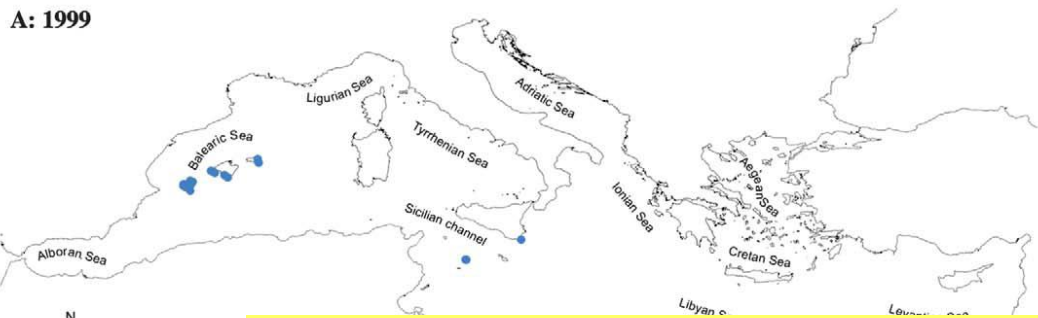 A: 1999
Ligurian Sea
Adriatic Sea
Balearic Sea
Tyrrhenian Sea
Aegean Sea
Ionian Sea
Sicilian channel
Alboran Sea
Cretan Sea
N
Libyan